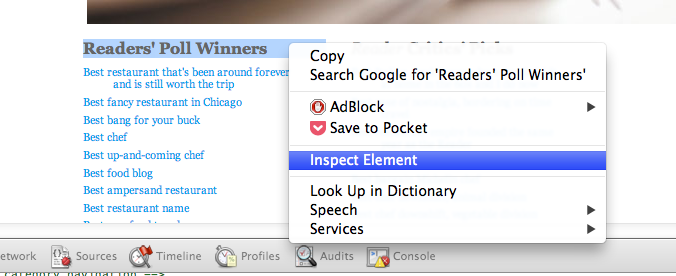 Readers' Poll Winners
Best restaurant that's been around forever
and is still worth the trip
Best fancy restaurant in Chicago
Best bang for your buck
Best chef
Best up-and-coming chef
Best food blog
Best ampersand restaurant
Best restaurant name
Copy
Search Google for 'Readers' Poll Winners'
AdBlock
Save to Pocket
Inspect Element
Look Up in Dictionary
Speech
Services
etwork
Sources
Timeline
Profiles
Audits
Console